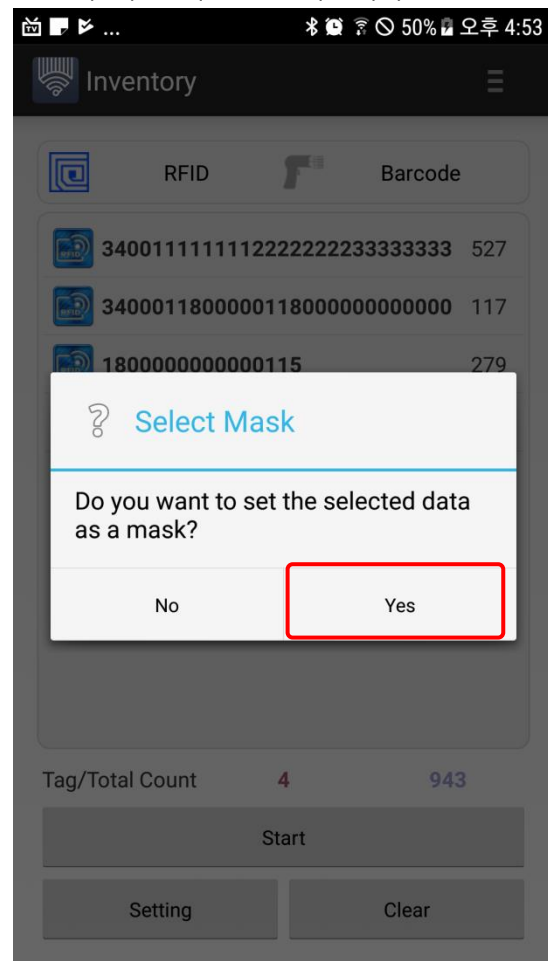 ... 50% 오후 4:53
Inventory
RFID Barcode
3400111111112222222233333333 527
3400011800000118000000000000 117
1800000000000115 279
Select Mask
Do you want to set the selected data
as a mask?
No Yes
Tag/Total Count 4 943
Start
Setting Clear